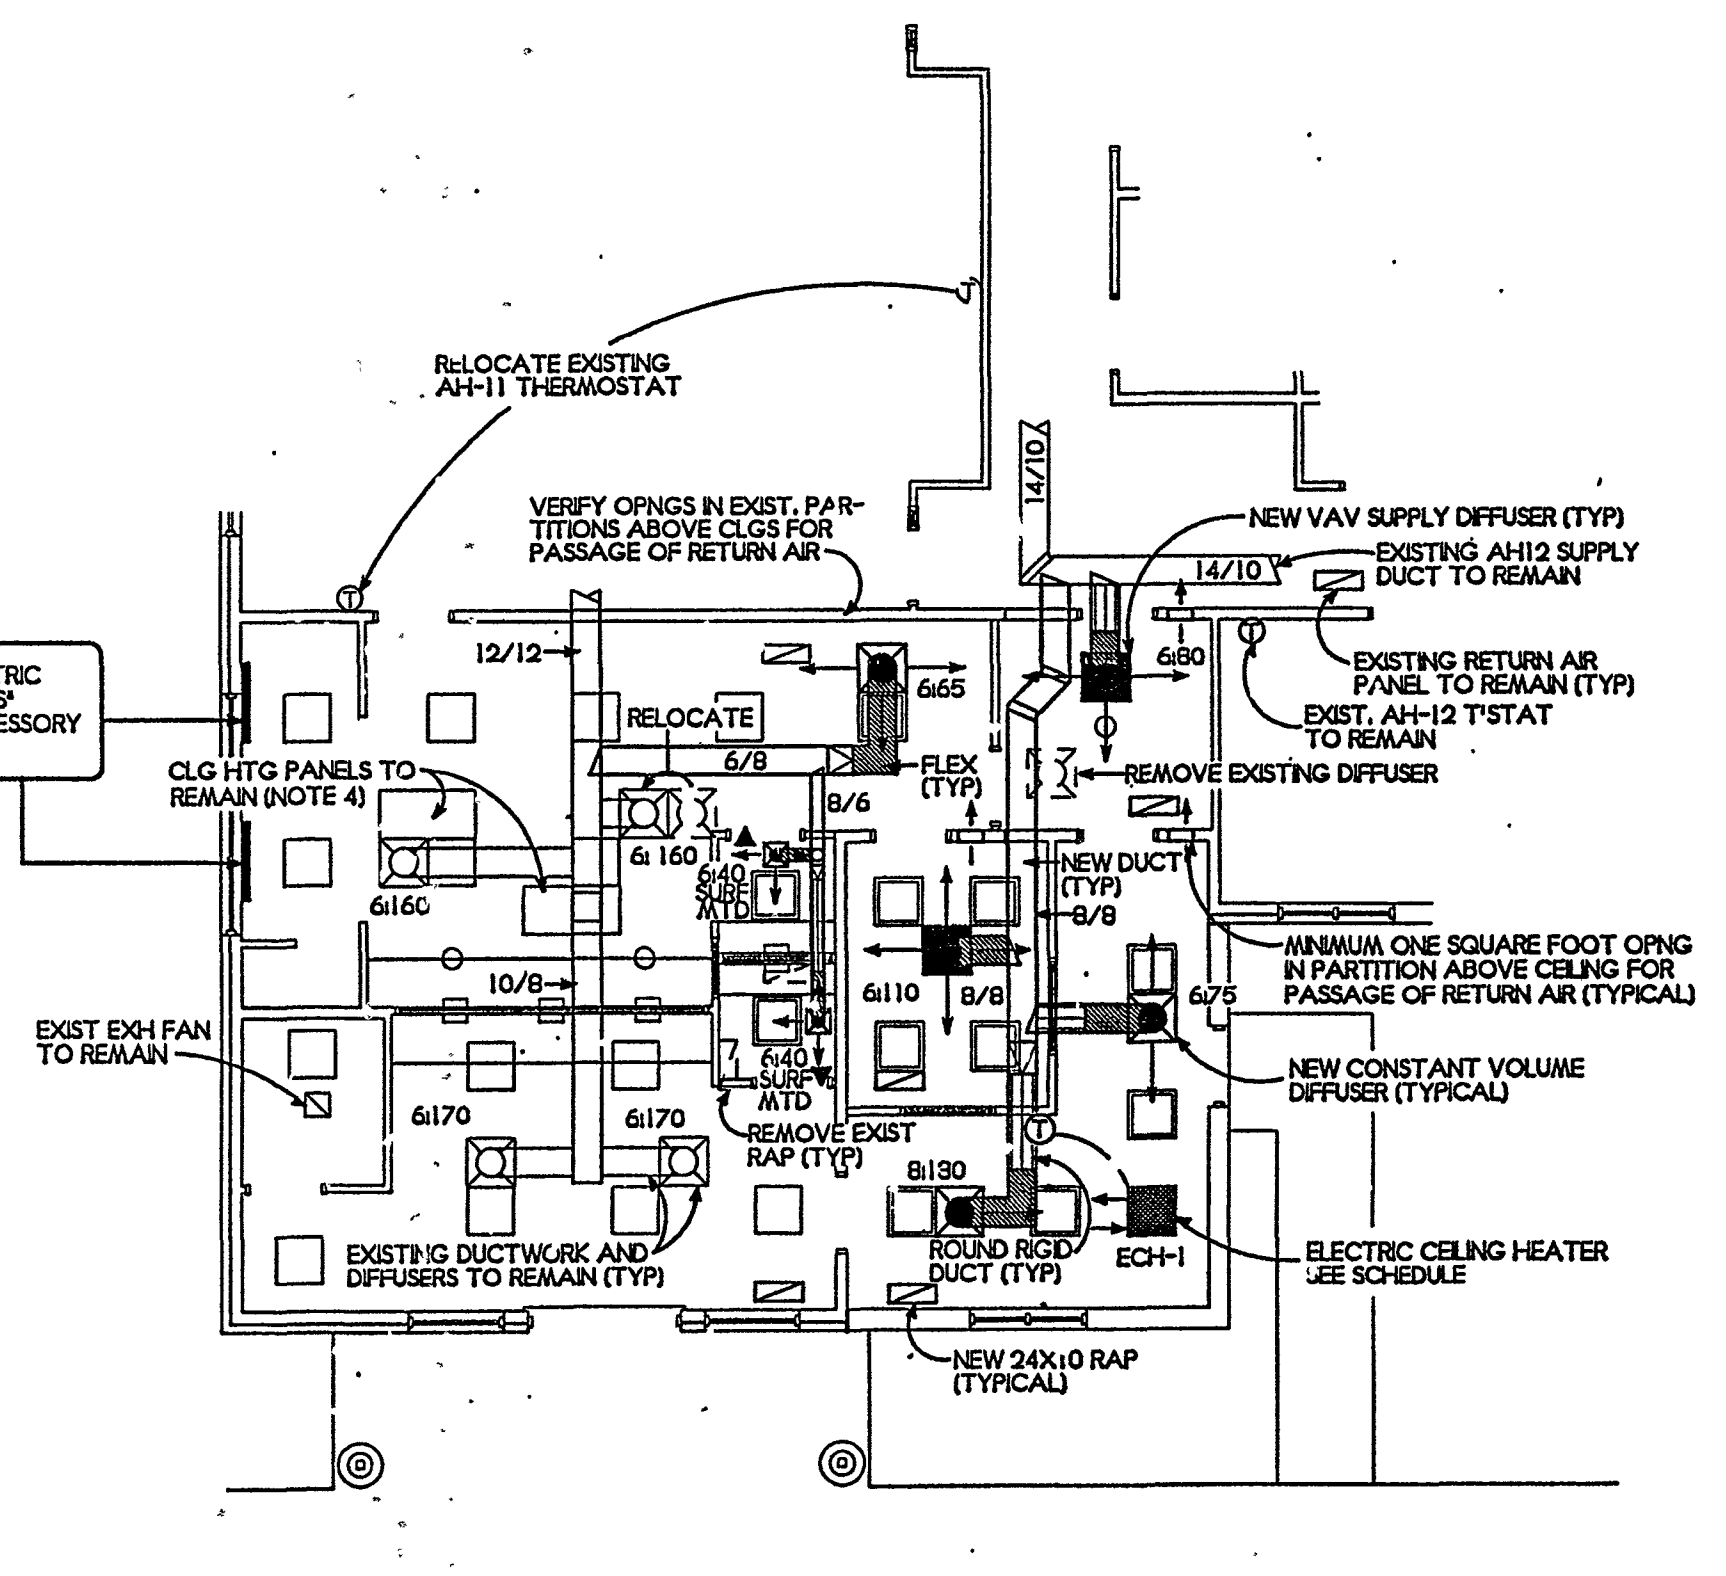 RELOCATE EXISTING
AH-11 THERMOSTAT
14/10
VERIFY OPNGS IN EXIST. PAR-
TITIONS ABOVE CLGS FOR
PASSAGE OF RETURN AIR
NEW VAV SUPPLY DIFFUSER (TYP)
EXISTING AH12 SUPPLY
DUCT TO REMAIN
14/10
T
T
T
12/12
6:65
6:80
EXISTING RETURN AIR
PANEL TO REMAIN (TYP)
TRIC
S"
ESSORY
RELOCATE
EXIST. AH-12 T'STAT
TO REMAIN
6/8
FLEX
(TYP)
REMOVE EXISTING DIFFUSER
CLG HTG PANELS TO
REMAIN (NOTE 4)
8/6
6:160
NEW DUCT
(TYP)
6:40
SURF
MTD
6:160
8/8
MINIMUM ONE SQUARE FOOT OPNG
IN PARTITION ABOVE CEILING FOR
PASSAGE OF RETURN AIR (TYPICAL)
10/8
6:110
8/8
6:75
EXIST EXH FAN
TO REMAIN
6:40
SURF
MTD
NEW CONSTANT VOLUME
DIFFUSER (TYPICAL)
6:170
6:170
REMOVE EXIST
RAP (TYP)
T
8:130
EXISTING DUCTWORK AND
DIFFUSERS TO REMAIN (TYP)
ROUND RIGID
DUCT (TYP)
ECH-1
ELECTRIC CEILING HEATER
SEE SCHEDULE
NEW 24X10 RAP
(TYPICAL)